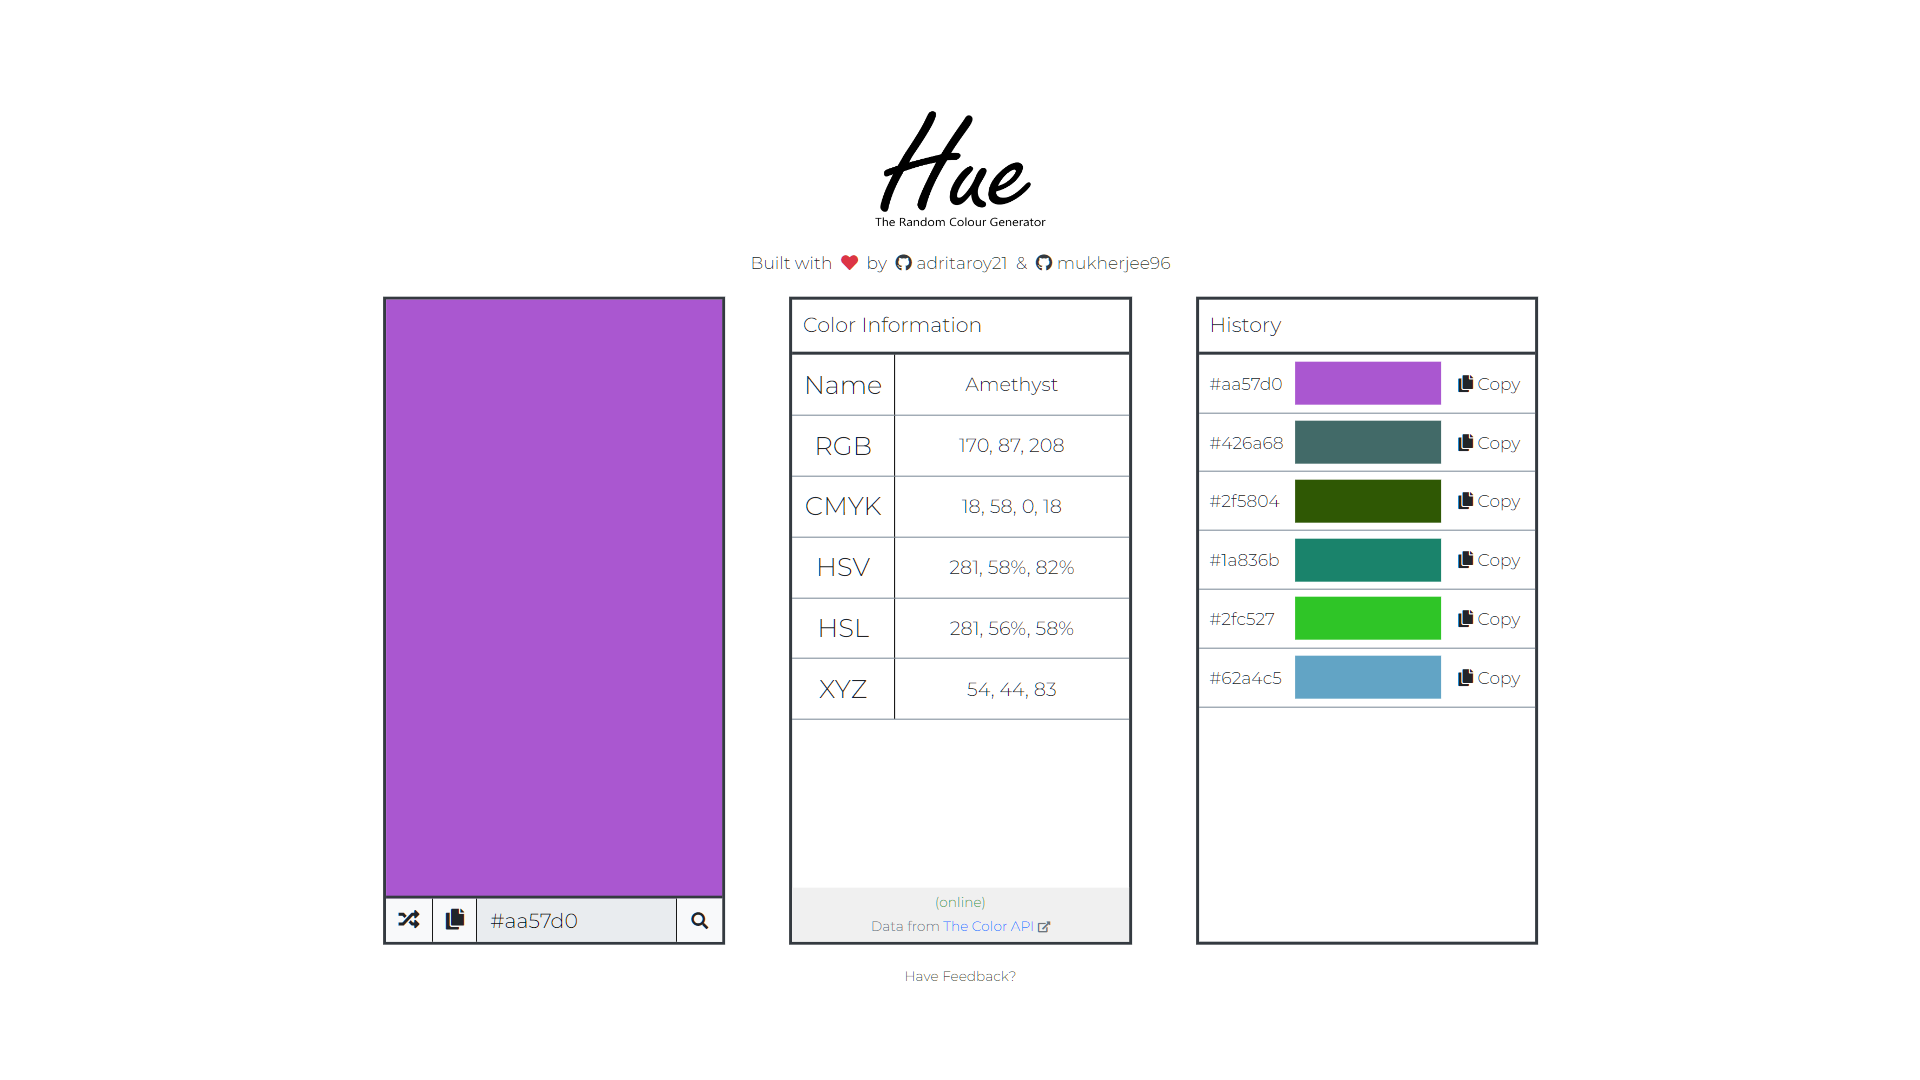 Hue
The Random Colour Generator
Built with by adritaroy21 & mukherjee96
#aa57d0
Color Information
Name Amethyst
RGB 170, 87, 208
CMYK 18, 58, 0, 18
HSV 281, 58%, 82%
HSL 281, 56%, 58%
XYZ 54, 44, 83
(online)
Data from The Color API
History
#aa57d0 Copy
#426a68 Copy
#2f5804 Copy
#1a836b Copy
#2fc527 Copy
#62a4c5 Copy
Have Feedback?